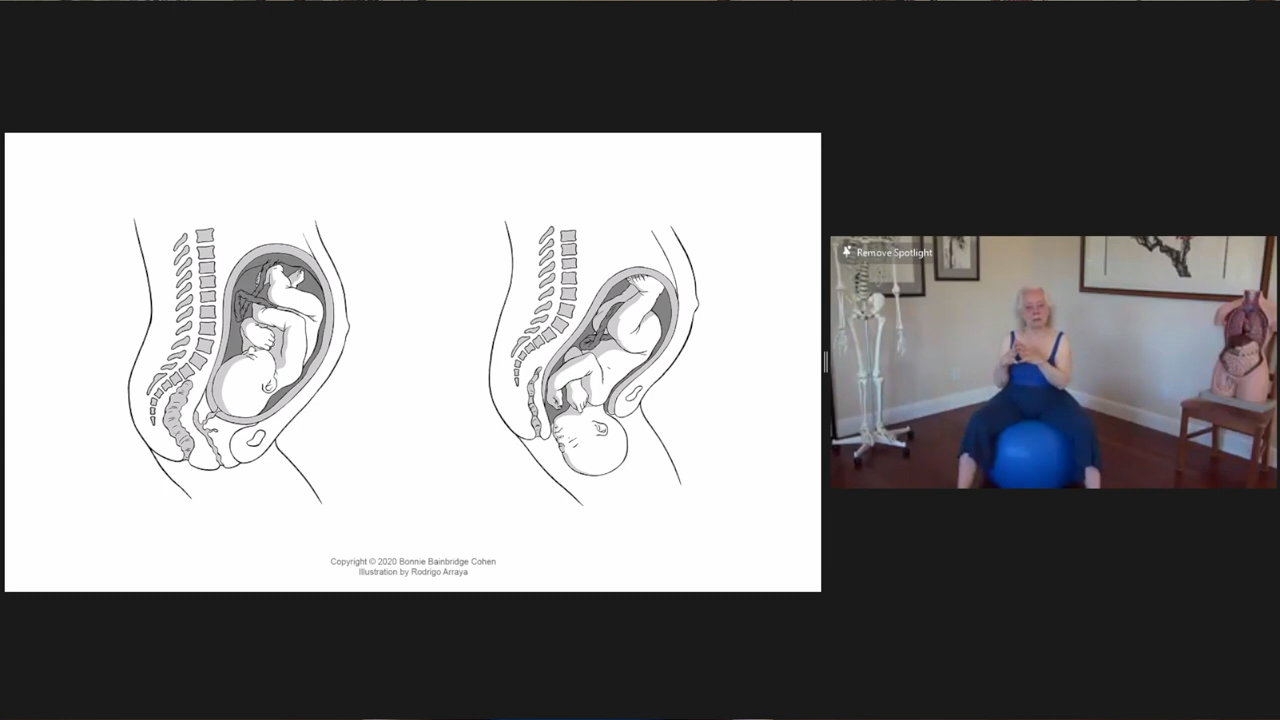 Remove Spotlight
Copyright © 2020 Bonnie Bainbridge Cohen
Illustration by Rodrigo Arraya